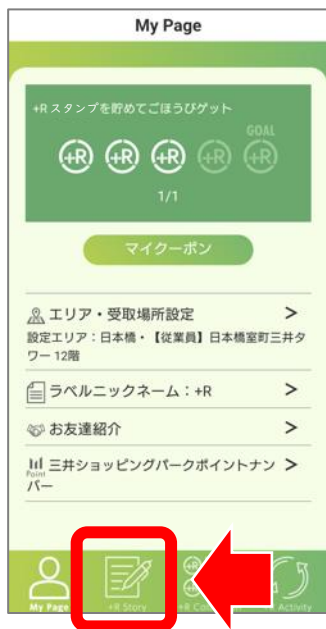 My Page
+Rスタンプを貯めてごほうびゲット
GOAL
+R +R +R +R +R
1/1
マイクーポン
エリア・受取場所設定 >
設定エリア:日本橋・【従業員】日本橋室町三井タ
ワー 12階
ラベルニックネーム:+R >
お友達紹介 >
Point 三井ショッピングパークポイントナン >
バー
+R
+R
My Page +R Story +R Co Activity